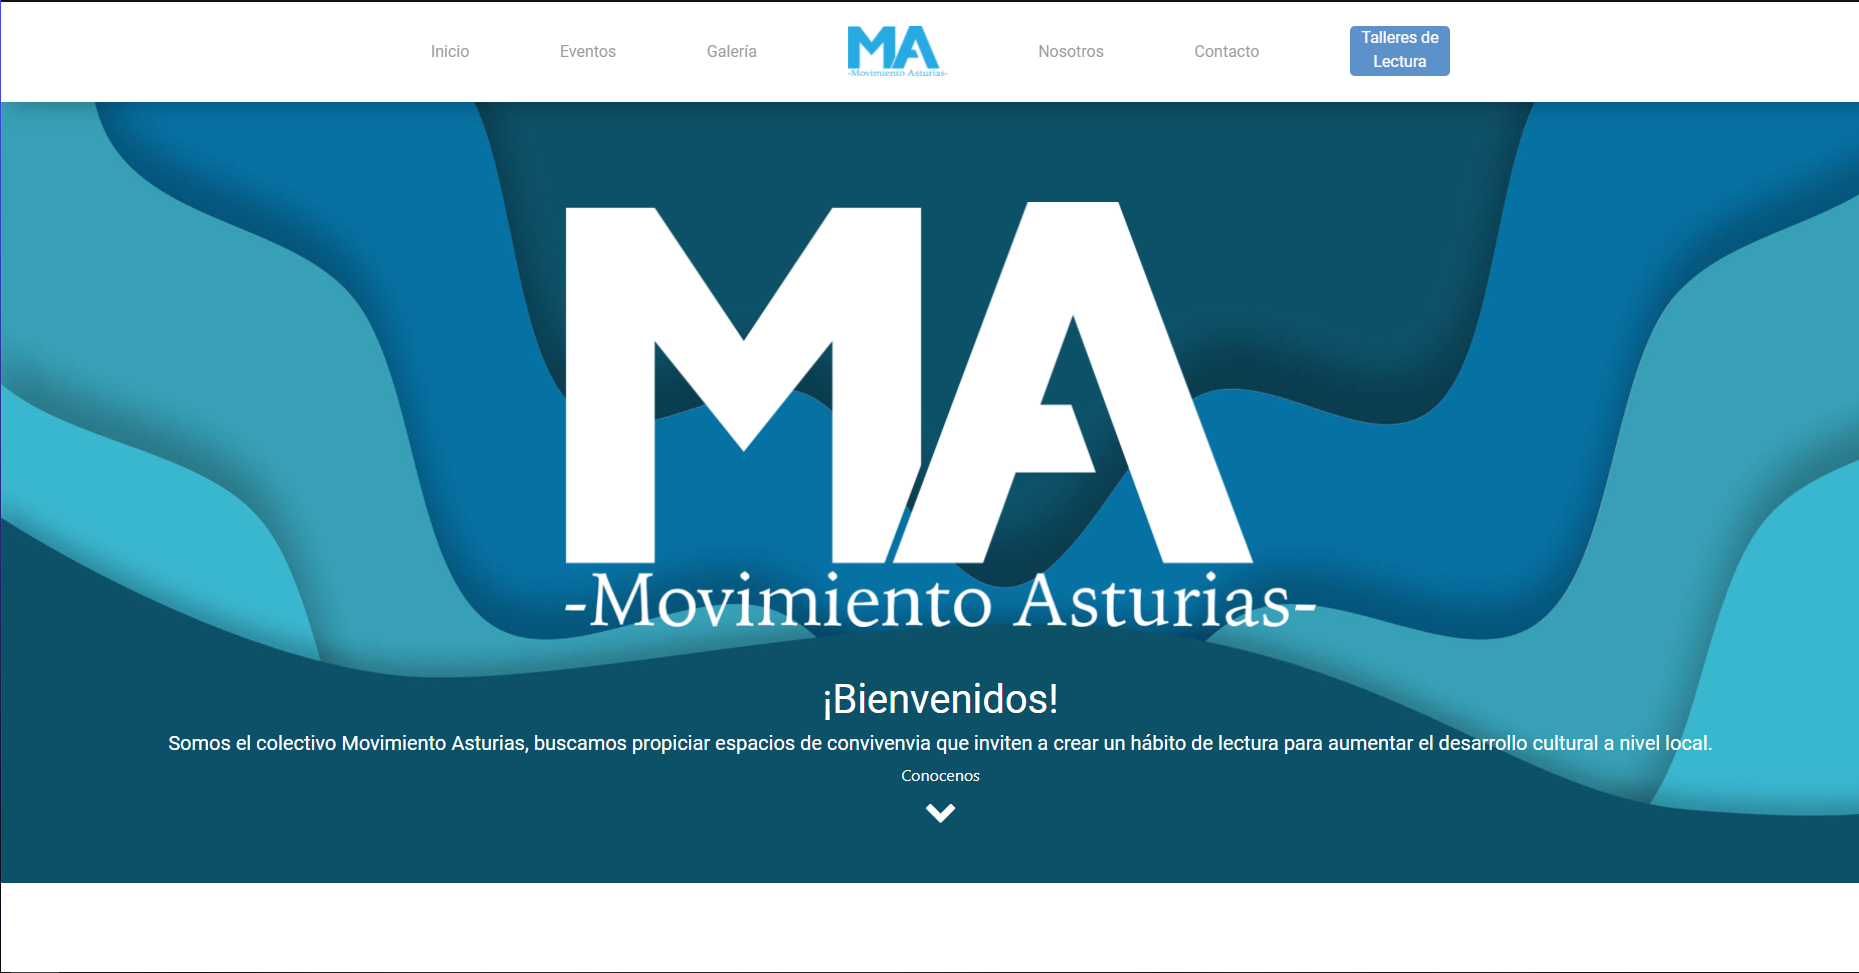 Inicio
Eventos
Galería
MA
-Movimiento Asturias-
Nosotros
Contacto
Talleres de
Lectura
MA
-Movimiento Asturias-
¡Bienvenidos!
Somos el colectivo Movimiento Asturias, buscamos propiciar espacios de convivenvia que inviten a crear un hábito de lectura para aumentar el desarrollo cultural a nivel local.
Conocenos